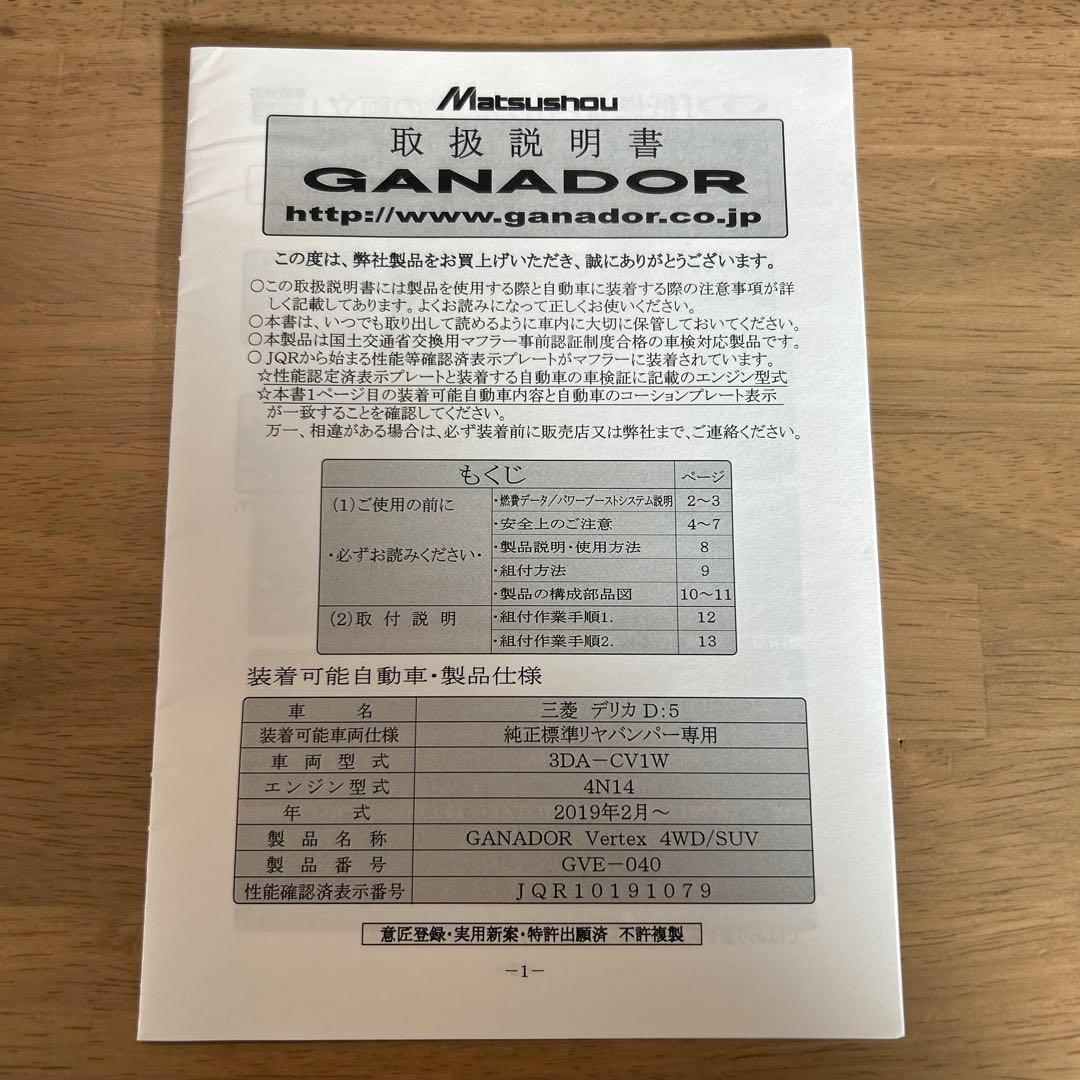 Matsushou
取扱説明書
GANADOR
http://www.ganador.co.jp
この度は、弊社製品をお買上げいただき、誠にありがとうございます。
○この取扱説明書には製品を使用する際と自動車に装着する際の注意事項が詳
しく記載してあります。よくお読みになって正しくお使いください。
○本書は、いつでも取り出して読めるように車内に大切に保管しておいてください。
○本製品は国土交通省交換用マフラー事前認証制度合格の車検対応製品です。
○JQRから始まる性能等確認済表示プレートがマフラーに装着されています。
☆性能認定済表示プレートと装着する自動車の車検証に記載のエンジン型式
☆本書1ページ目の装着可能自動車内容と自動車のコーションプレート表示
が一致することを確認してください。
万一、相違がある場合は、必ず装着前に販売店又は弊社まで、ご連絡ください。
もくじ ページ
(1)ご使用の前に ・燃費データ/パワーブーストシステム説明 2～3
・安全上のご注意 4～7
・必ずお読みください・ ・製品説明・使用方法 8
・組付方法 9
・製品の構成部品図 10～11
(2)取付説明 ・組付作業手順1. 12
・組付作業手順2. 13
装着可能自動車・製品仕様
車名 三菱 デリカD:5
装着可能車両仕様 純正標準リヤバンパー専用
車両型式 3DA－CV1W
エンジン型式 4N14
年式 2019年2月～
製品名称 GANADOR Vertex 4WD/SUV
製品番号 GVE－040
性能確認済表示番号 JQR10191079
意匠登録・実用新案・特許出願済 不許複製
－1－